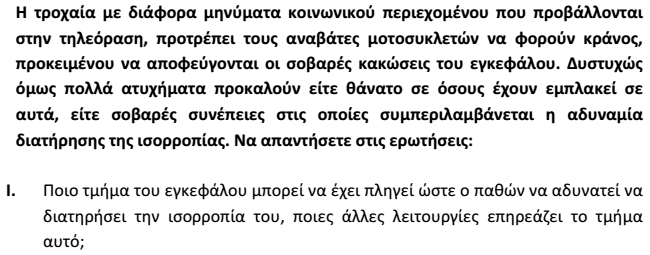 Η τροχαία με διάφορα μηνύματα κοινωνικού περιεχομένου που προβάλλονται
στην τηλεόραση, προτρέπει τους αναβάτες μοτοσυκλετών να φορούν κράνος,
προκειμένου να αποφεύγονται οι σοβαρές κακώσεις του εγκεφάλου. Δυστυχώς
όμως πολλά ατυχήματα προκαλούν είτε θάνατο σε όσους έχουν εμπλακεί σε
αυτά, είτε σοβαρές συνέπειες στις οποίες συμπεριλαμβάνεται η αδυναμία
διατήρησης της ισορροπίας. Να απαντήσετε στις ερωτήσεις:
I. Ποιο τμήμα του εγκεφάλου μπορεί να έχει πληγεί ώστε ο παθών να αδυνατεί να
διατηρήσει την ισορροπία του, ποιες άλλες λειτουργίες επηρεάζει το τμήμα
αυτό;